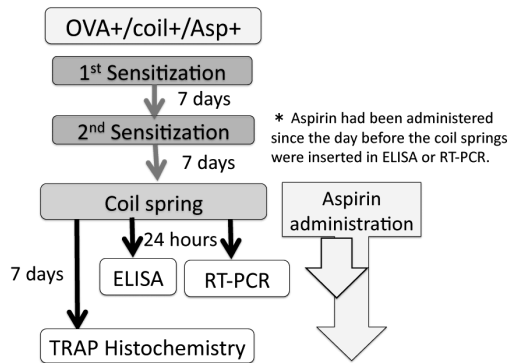 OVA+/coil+/Asp+
1st Sensitization
7 days
2nd Sensitization
7 days
* Aspirin had been administered
since the day before the coil springs
were inserted in ELISA or RT-PCR.
Coil spring
Aspirin
administration
24 hours
7 days
ELISA
RT-PCR
TRAP Histochemistry